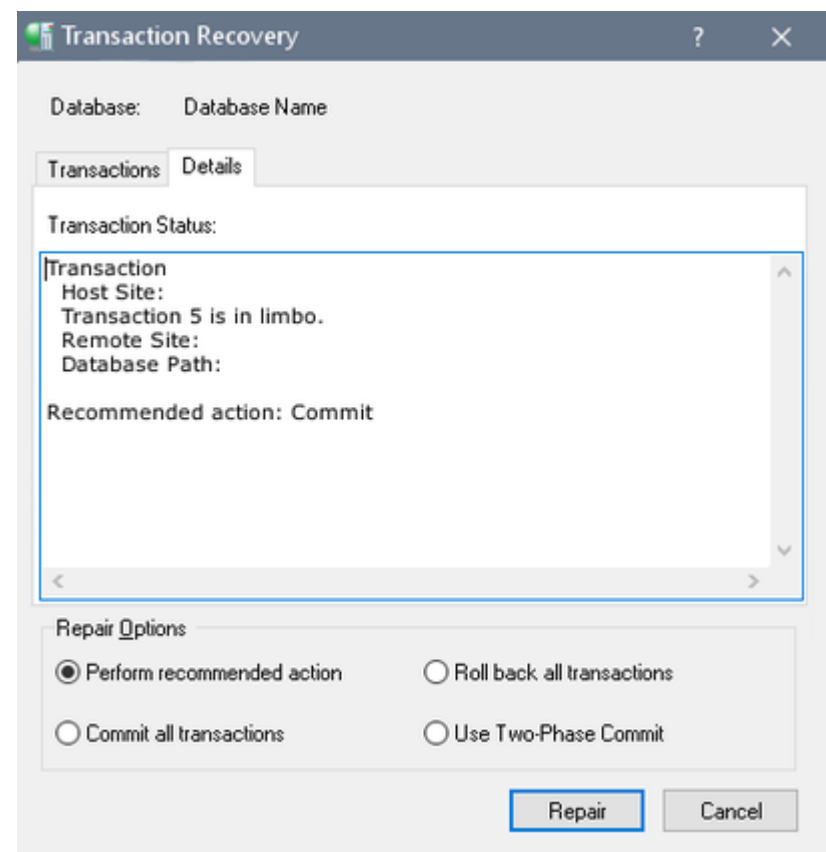 Transaction Recovery
?
Database: Database Name
Transactions Details
Transaction Status:
Transaction
Host Site:
Transaction 5 is in limbo.
Remote Site:
Database Path:
Recommended action: Commit
Repair Options
Perform recommended action Roll back all transactions
Commit all transactions Use Two-Phase Commit
Repair Cancel